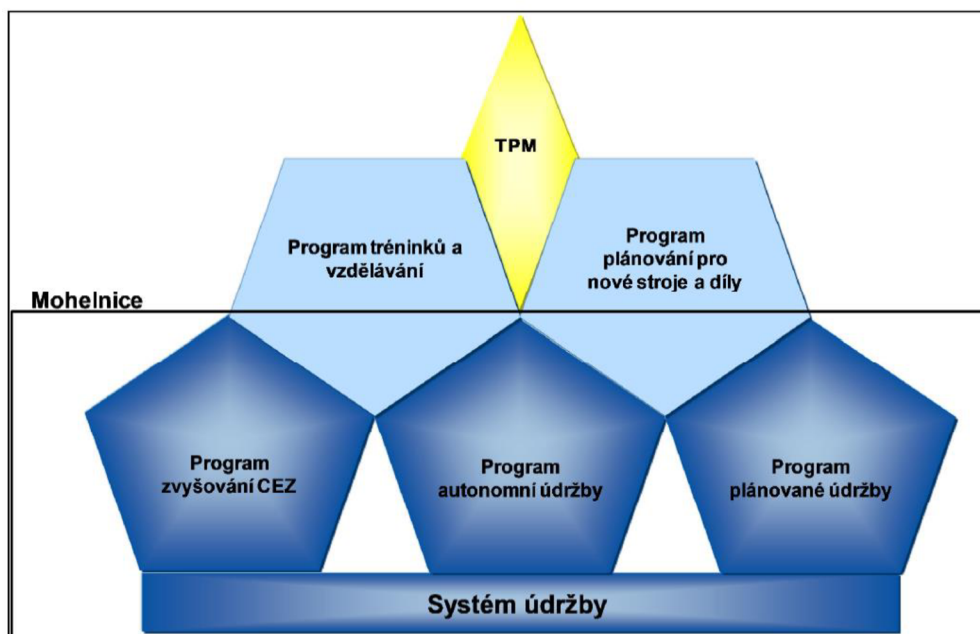 TPM
Program tréninků a
vzdělávání
Program
plánování pro
nové stroje a díly
Mohelnice
Program
zvyšování CEZ
Program
autonomní údržby
Program
plánované údržby
Systém údržby